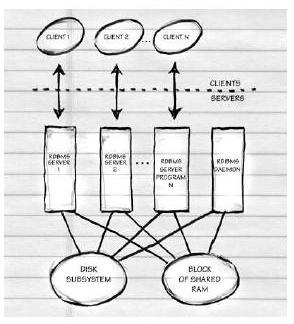 CLIENT 1
CLIENT 2
...
CLIENT N
CLIENTS
SERVERS
RDBMS
SERVER
1
RDBMS
SERVER
2
...
RDBMS
SERVER
PROGRAM
N
RDBMS
DAEMON
DISK
SUBSYSTEM
BLOCK
OF SHARED
RAM